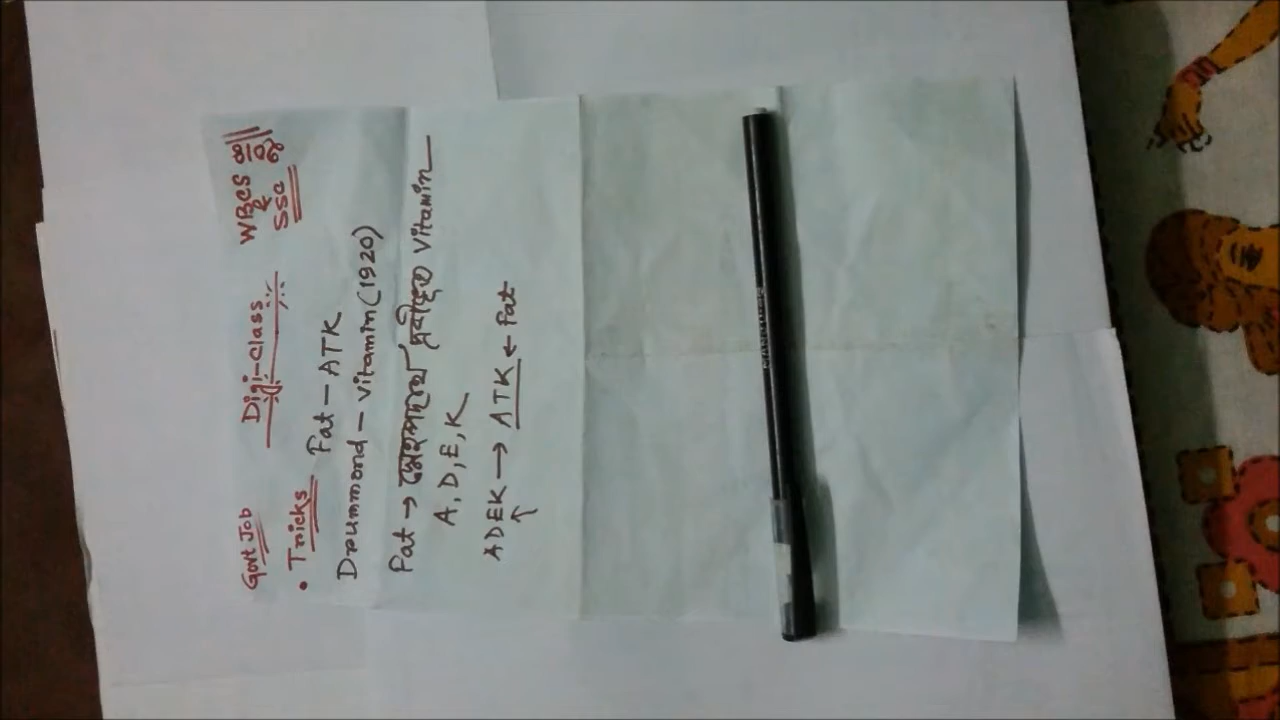 Govt Job Digi-class WBCS
SSC
• Tricks Fat – ATK
Drummond – Vitamin (1920)
Fat → স্নেহপদার্থে দ্রবীভূত Vitamin
A, D, E, K
ADEK → ATK ← Fat